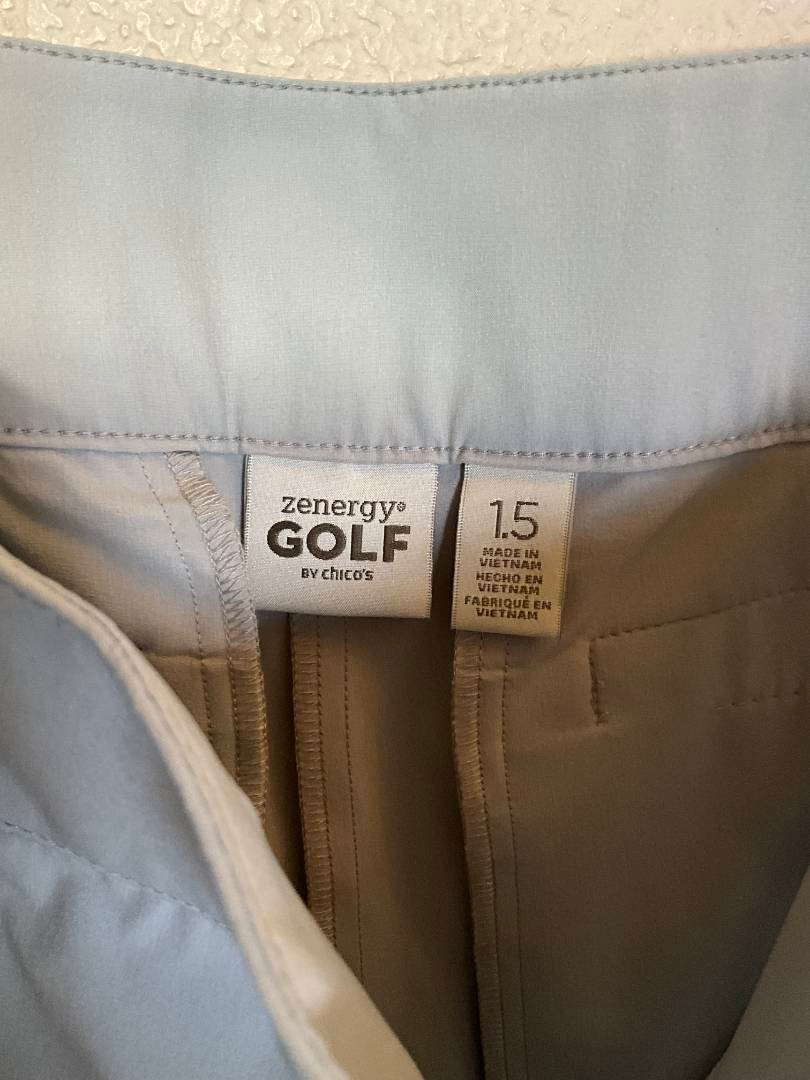 zenergy®
GOLF
BY chico's
1.5
MADE IN
VIETNAM
HECHO EN
VIETNAM
FABRIQUÉ EN
VIETNAM